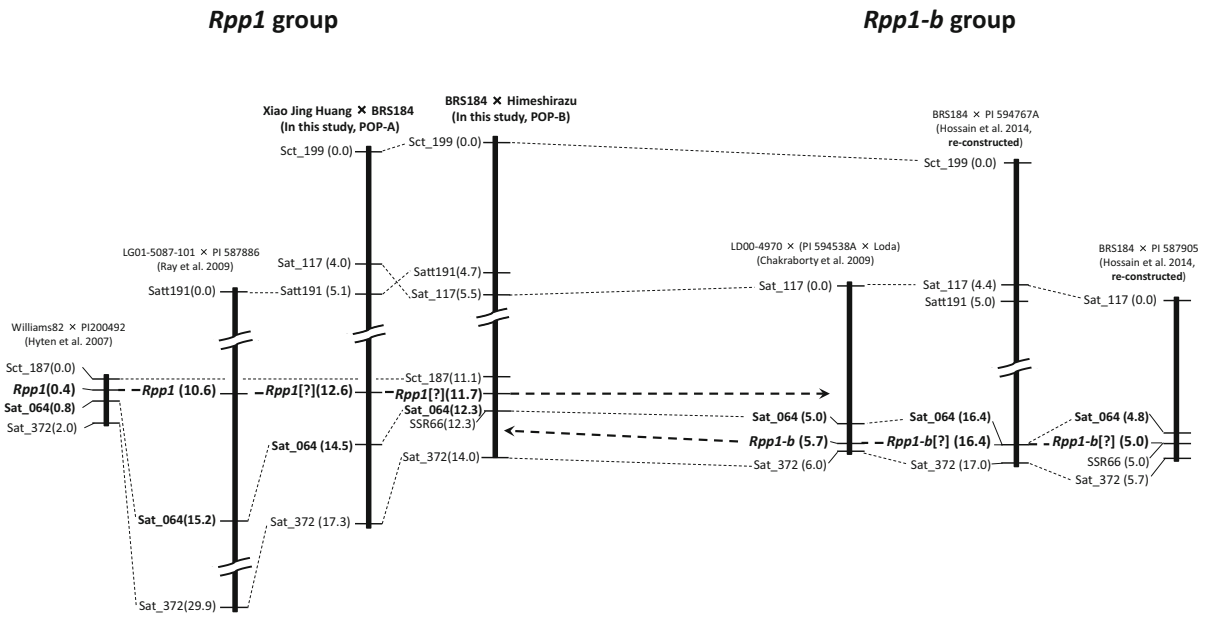 Rpp1 group
Rpp1-b group
Williams82 × PI200492
(Hyten et al. 2007)
Sct_187(0.0)
Rpp1(0.4)
Sat_064(0.8)
Sat_372(2.0)
LG01-5087-101 × PI 587886
(Ray et al. 2009)
Satt191(0.0)
Rpp1 (10.6)
Sat_064(15.2)
Sat_372(29.9)
Xiao Jing Huang × BRS184
(In this study, POP-A)
Sct_199 (0.0)
Sat_117 (4.0)
Satt191 (5.1)
Rpp1[?](12.6)
Sat_064 (14.5)
Sat_372 (17.3)
BRS184 × Himeshirazu
(In this study, POP-B)
Sct_199 (0.0)
Satt191(4.7)
Sat_117(5.5)
Sct_187(11.1)
Rpp1[?](11.7)
Sat_064(12.3)
SSR66(12.3)
Sat_372(14.0)
LD00-4970 × (PI 594538A × Loda)
(Chakraborty et al. 2009)
Sat_117 (0.0)
Sat_064 (5.0)
Rpp1-b (5.7)
Sat_372 (6.0)
BRS184 × PI 594767A
(Hossain et al. 2014,
re-constructed)
Sct_199 (0.0)
Sat_117 (4.4)
Satt191 (5.0)
Sat_064 (16.4)
Rpp1-b[?] (16.4)
Sat_372 (17.0)
BRS184 × PI 587905
(Hossain et al. 2014,
re-constructed)
Sat_117 (0.0)
Sat_064 (4.8)
Rpp1-b[?] (5.0)
SSR66 (5.0)
Sat_372 (5.7)